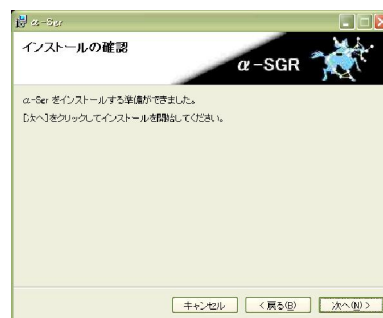 α-Sgr
インストールの確認
α-SGR
α-Sgr をインストールする準備ができました。
[次へ]をクリックしてインストールを開始してください。
キャンセル
< 戻る(B)
次へ(N) >